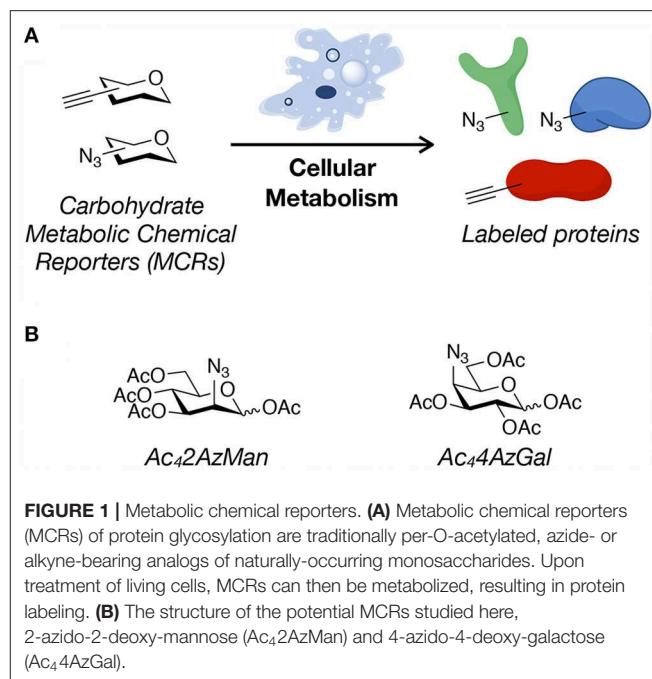 A
O
N₃
O
Carbohydrate
Metabolic Chemical
Reporters (MCRs)
Cellular
Metabolism
N₃
N₃
Labeled proteins
B
AcO
AcO
AcO
N₃
O
OAc
Ac₄2AzMan
N₃
OAc
O
AcO
OAc
OAc
Ac₄4AzGal
FIGURE 1 | Metabolic chemical reporters. (A) Metabolic chemical reporters
(MCRs) of protein glycosylation are traditionally per-O-acetylated, azide- or
alkyne-bearing analogs of naturally-occurring monosaccharides. Upon
treatment of living cells, MCRs can then be metabolized, resulting in protein
labeling. (B) The structure of the potential MCRs studied here,
2-azido-2-deoxy-mannose (Ac₄2AzMan) and 4-azido-4-deoxy-galactose
(Ac₄4AzGal).